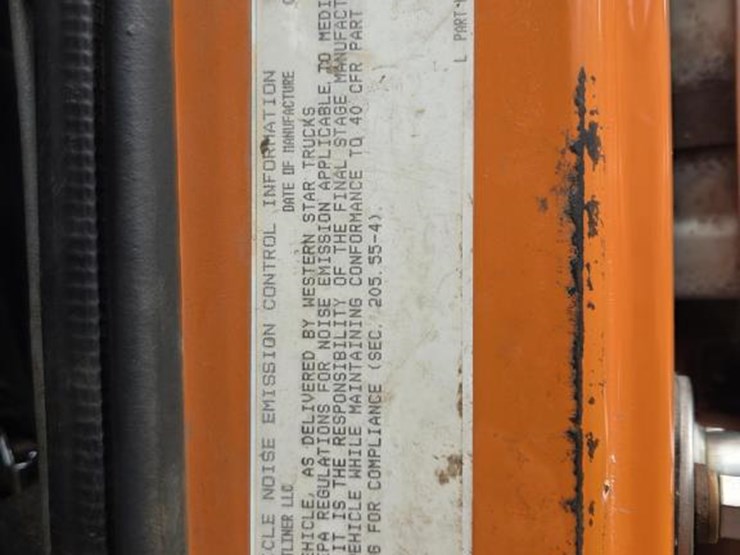 CLE NOISE EMISSION CONTROL INFORMATION
TLINER LLC DATE OF MANUFACTURE
EHICLE, AS DELIVERED BY WESTERN STAR TRUCKS
EPA REGULATIONS FOR NOISE EMISSION APPLICABLE TO MEDI
IT IS THE RESPONSIBILITY OF THE FINAL STAGE MANUFACT
EHICLE WHILE MAINTAINING CONFORMANCE TO 40 CFR PART
G FOR COMPLIANCE (SEC. 205.55-4).
L PART